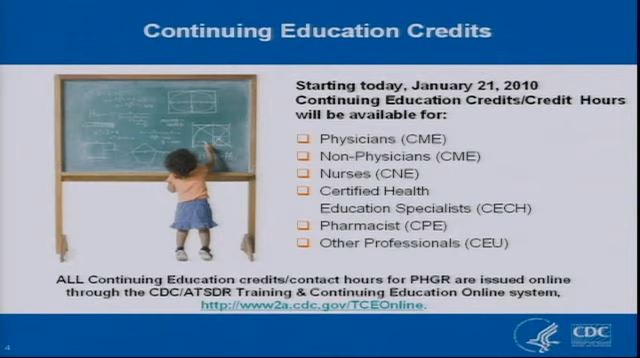 Continuing Education Credits
Starting today, January 21, 2010
Continuing Education Credits/Credit Hours
will be available for:
Physicians (CME)
Non-Physicians (CME)
Nurses (CNE)
Certified Health
Education Specialists (CECH)
Pharmacist (CPE)
Other Professionals (CEU)
ALL Continuing Education credits/contact hours for PHGR are issued online
through the CDC/ATSDR Training & Continuing Education Online system,
http://www2a.cdc.gov/TCEOnline.
4
CDC